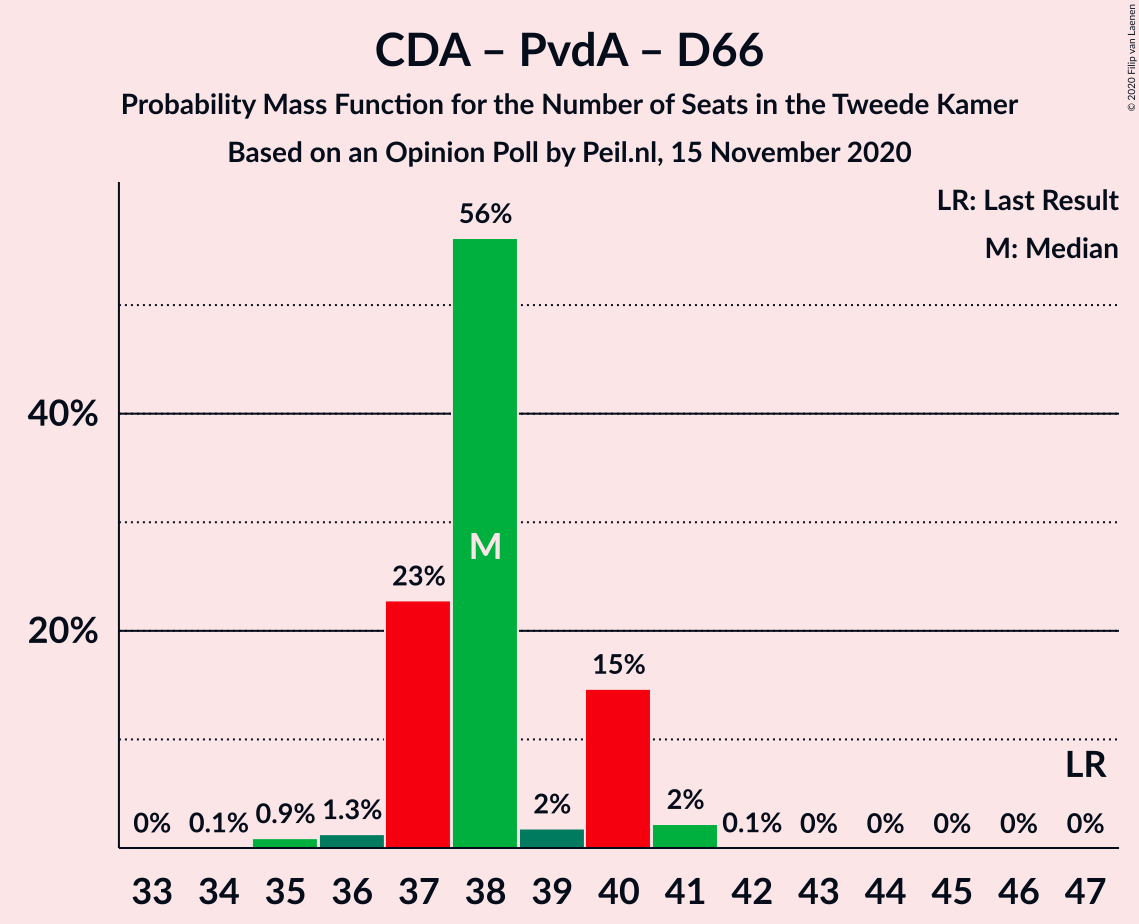 CDA – PvdA – D66
Probability Mass Function for the Number of Seats in the Tweede Kamer
Based on an Opinion Poll by Peil.nl, 15 November 2020
© 2020 Filip van Laenen
LR: Last Result
M: Median
40%
20%
0%
0.1%
0.9%
1.3%
23%
56%
M
2%
15%
2%
0.1%
0%
0%
0%
0%
0%
LR
33 34 35 36 37 38 39 40 41 42 43 44 45 46 47